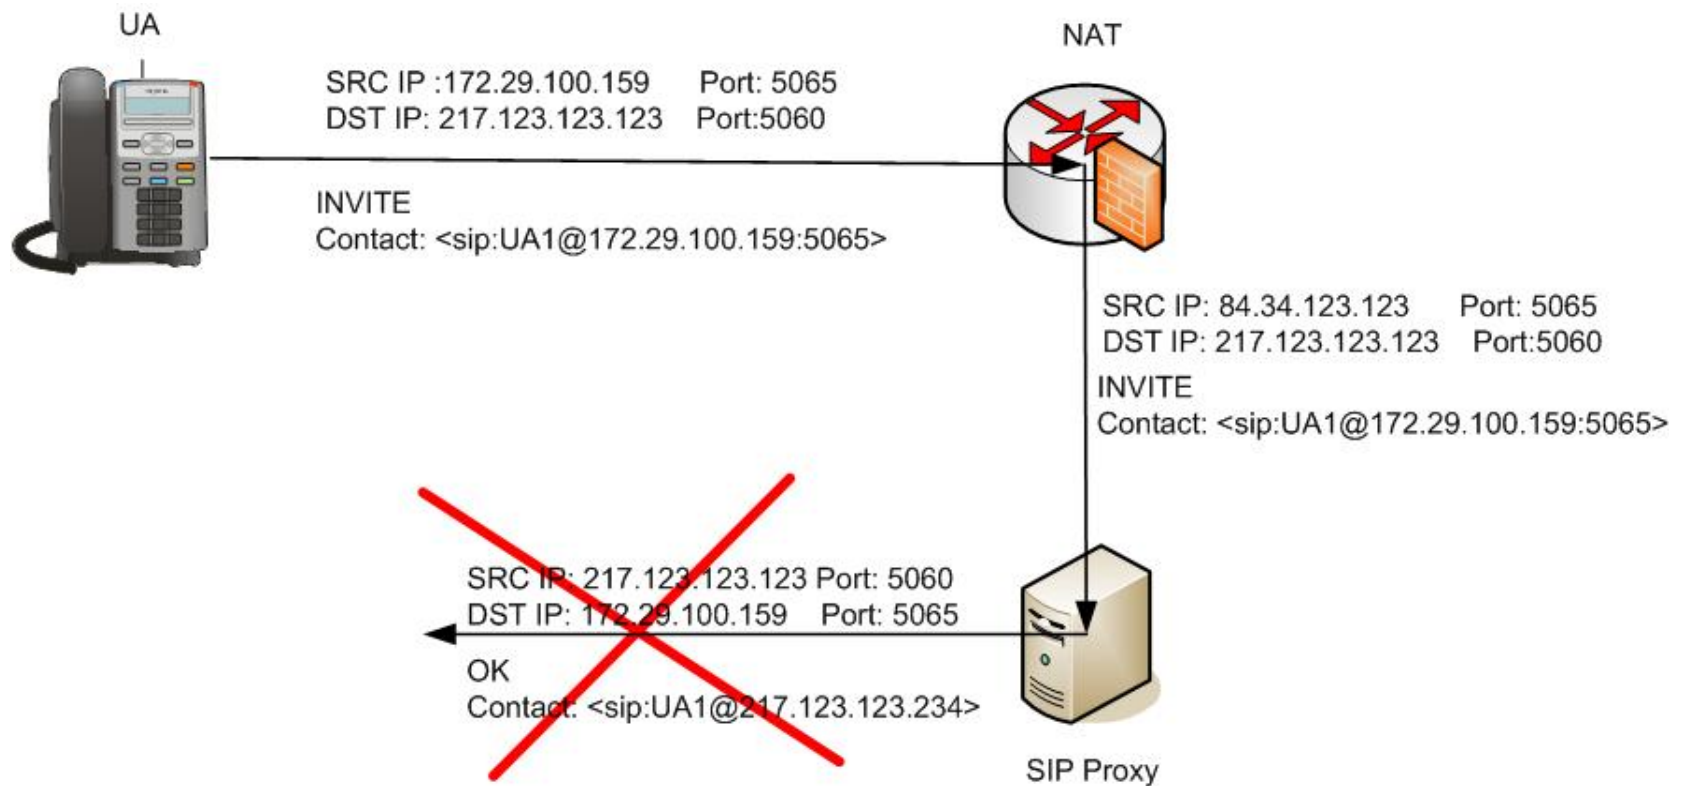 UA
NAT
SRC IP :172.29.100.159 Port: 5065
DST IP: 217.123.123.123 Port:5060
INVITE
Contact: <sip:UA1@172.29.100.159:5065>
SRC IP: 84.34.123.123 Port: 5065
DST IP: 217.123.123.123 Port:5060
INVITE
Contact: <sip:UA1@172.29.100.159:5065>
SRC IP: 217.123.123.123 Port: 5060
DST IP: 172.29.100.159 Port: 5065
OK
Contact: <sip:UA1@217.123.123.234>
SIP Proxy